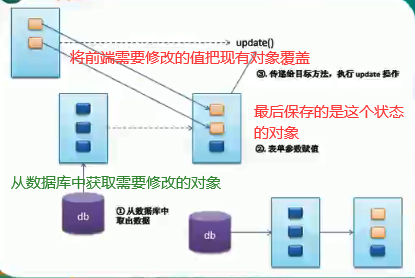 update()
将前端需要修改的值把现有对象覆盖
③. 传递给目标方法，执行 update 操作
最后保存的是这个状态
的对象
②. 表单参数赋值
从数据库中获取需要修改的对象
db
① 从数据库中
取出数据
db